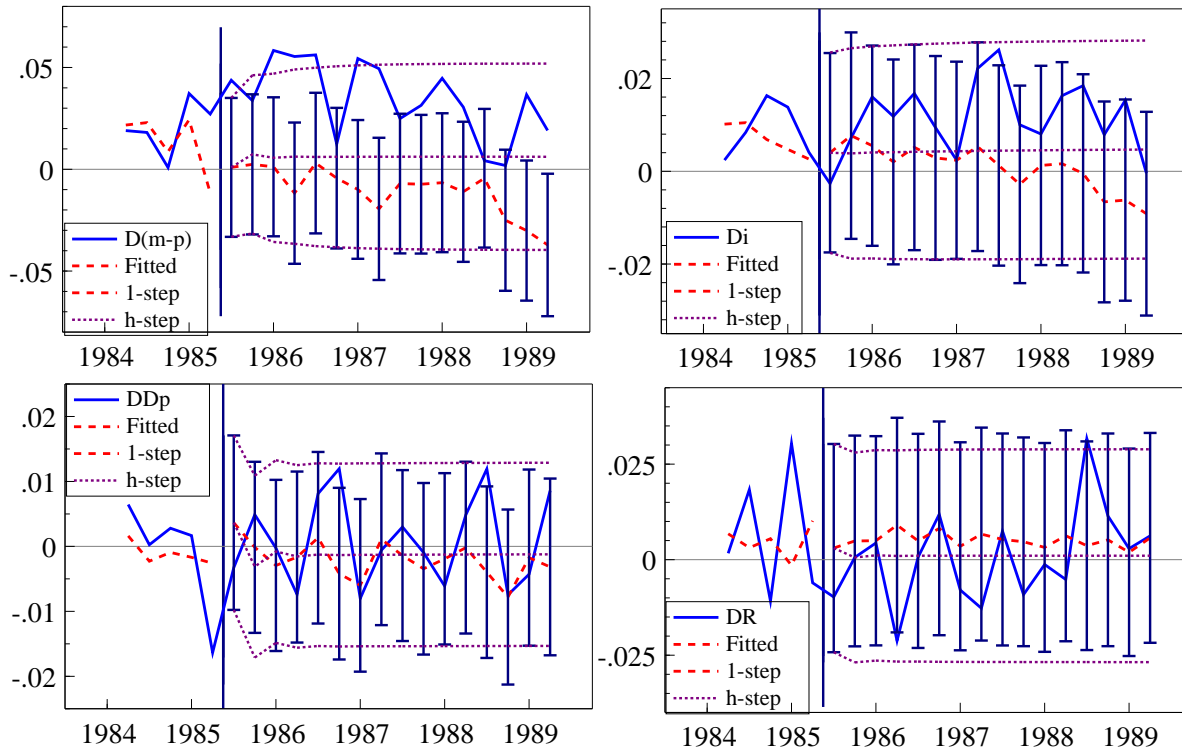 .05
0
-.05
D(m-p)
Fitted
1-step
h-step
1984 1985 1986 1987 1988 1989
.02
0
-.02
Di
Fitted
1-step
h-step
1984 1985 1986 1987 1988 1989
.02
.01
0
-.01
-.02
DDp
Fitted
1-step
h-step
1984 1985 1986 1987 1988 1989
.025
0
-.025
DR
Fitted
1-step
h-step
1984 1985 1986 1987 1988 1989